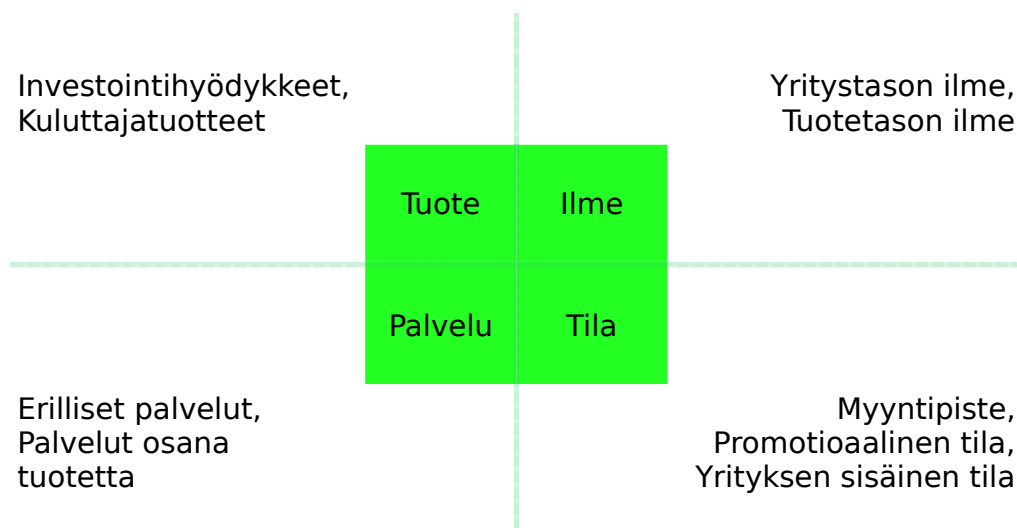 Investointihyödykkeet,
Kuluttajatuotteet
Yritystason ilme,
Tuotetason ilme
Tuote
Ilme
Palvelu
Tila
Erilliset palvelut,
Palvelut osana
tuotetta
Myyntipiste,
Promotioaalinen tila,
Yrityksen sisäinen tila